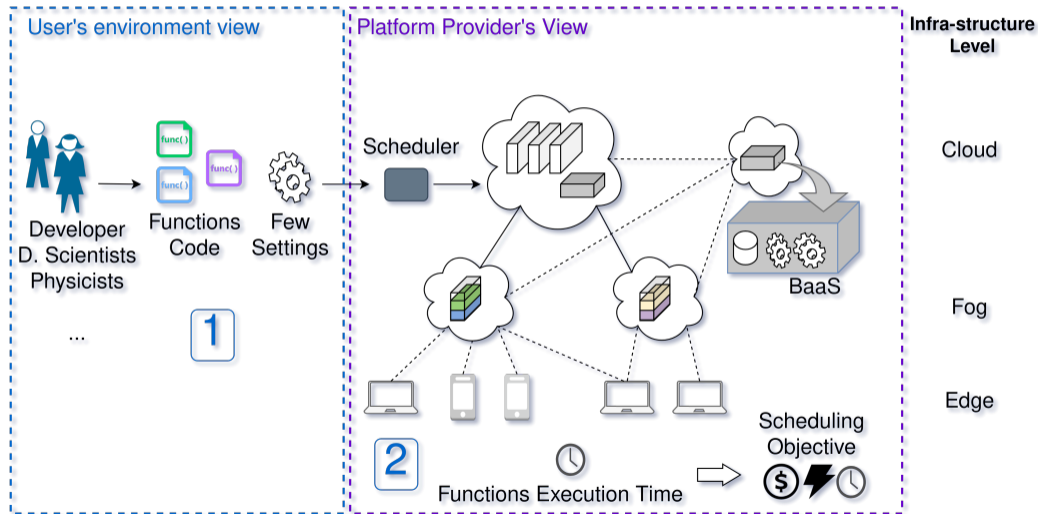 User's environment view
Platform Provider's View
Infra-structure
Level
func( )
func( )
func( )
Developer
D. Scientists
Physicists
...
Functions
Code
Few
Settings
1
Scheduler
BaaS
Cloud
Fog
Edge
2
Functions Execution Time
Scheduling
Objective
$